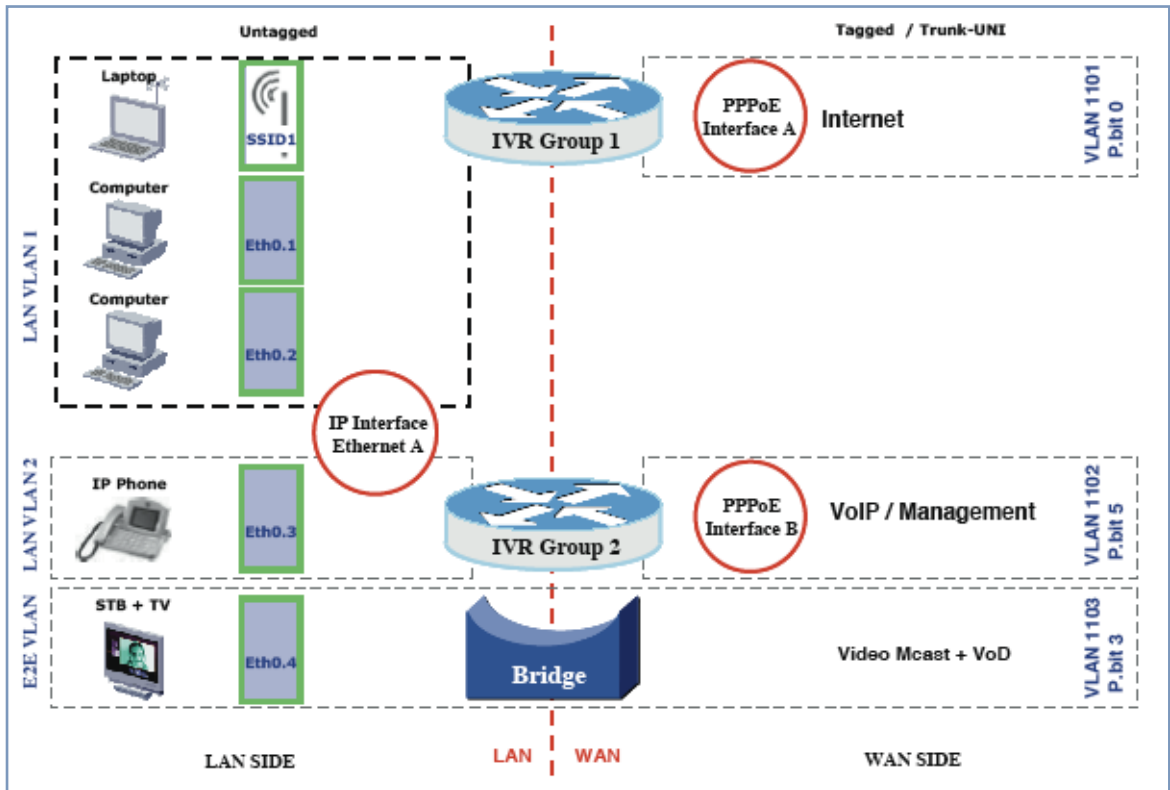 Untagged
Tagged / Trunk-UNI
Laptop
SSID1
IVR Group 1
PPPoE
Interface A
Internet
VLAN 1101
P.bit 0
LAN VLAN 1
Computer
Eth0.1
Computer
Eth0.2
IP Interface
Ethernet A
LAN VLAN 2
IP Phone
Eth0.3
IVR Group 2
PPPoE
Interface B
VoIP / Management
VLAN 1102
P.bit 5
E2E VLAN
STB + TV
Eth0.4
Bridge
Video Mcast + VoD
VLAN 1103
P.bit 3
LAN SIDE
LAN
WAN
WAN SIDE